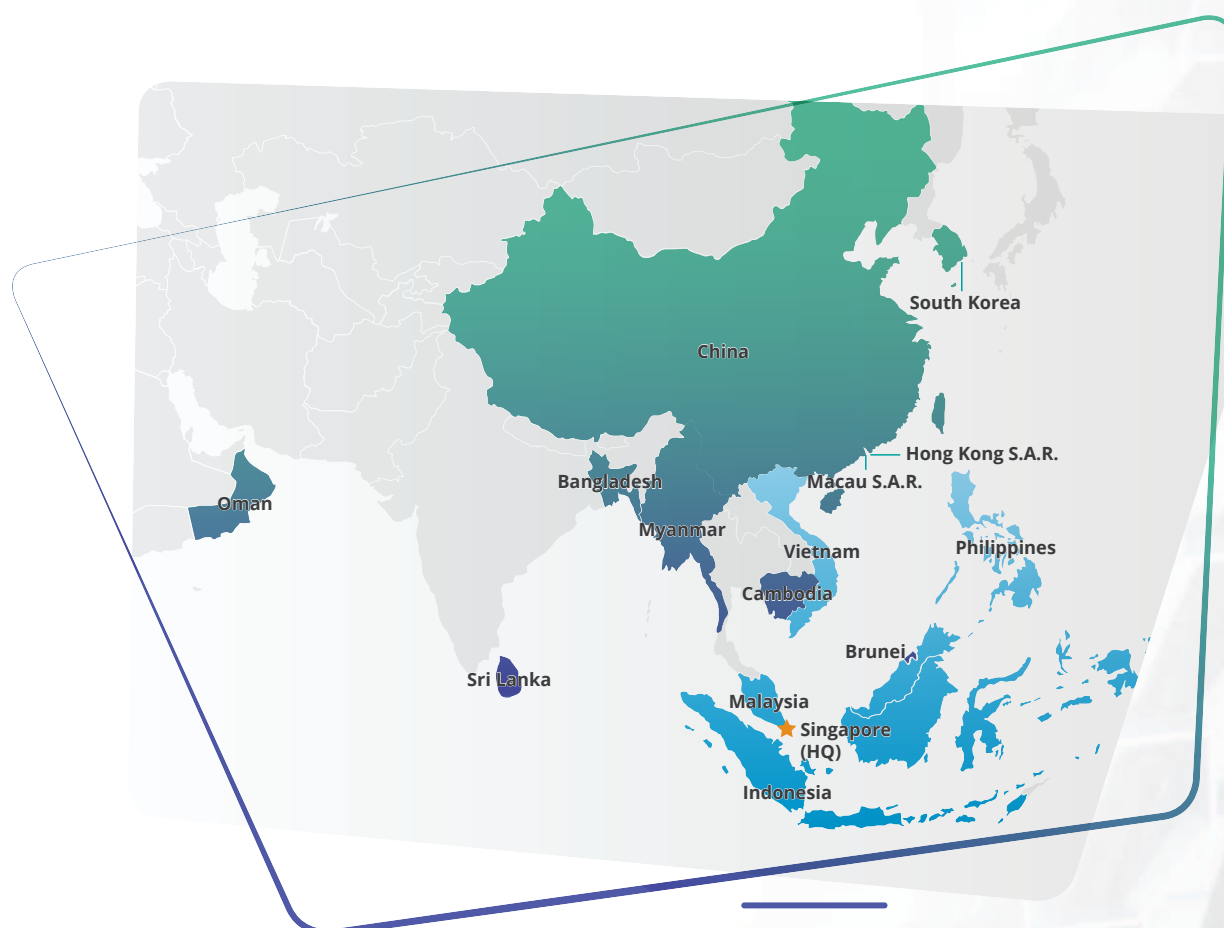 South Korea
China
Hong Kong S.A.R.
Bangladesh
Macau S.A.R.
Oman
Myanmar
Vietnam
Philippines
Cambodia
Brunei
Sri Lanka
Malaysia
Singapore
(HQ)
Indonesia